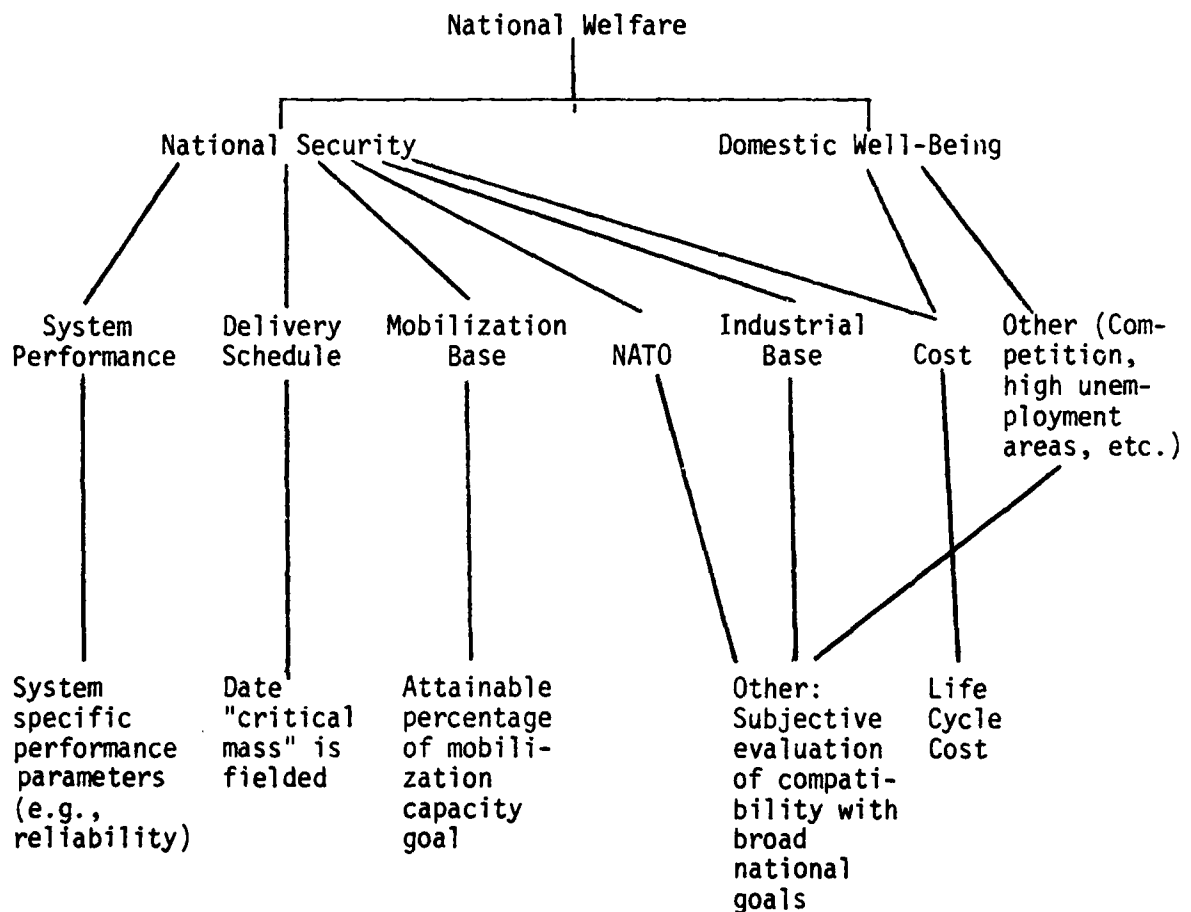 National Welfare
National Security
Domestic Well-Being
System
Performance
Delivery
Schedule
Mobilization
Base
NATO
Industrial
Base
Cost
Other (Com-
petition,
high unem-
ployment
areas, etc.)
System
specific
performance
parameters
(e.g.,
reliability)
Date
"critical
mass" is
fielded
Attainable
percentage
of mobili-
zation
capacity
goal
Other:
Subjective
evaluation
of compati-
bility with
broad
national
goals
Life
Cycle
Cost